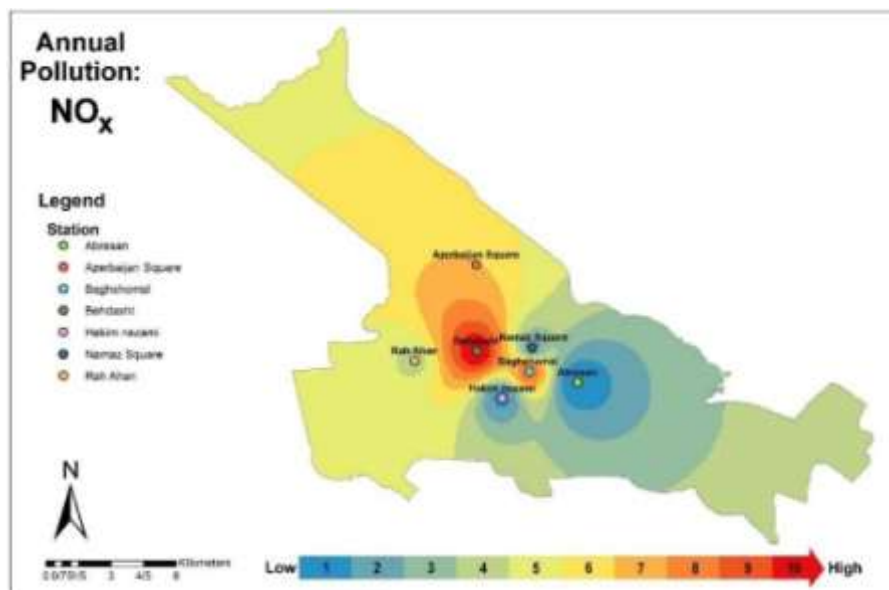 Annual
Pollution:
NOx
Legend
Station
Abresan
Azerbaijan Square
Baghshomal
Behdasht
Hakim nezami
Namaz Square
Rah Ahan
Azerbaijan Square
Namaz Square
Rah Ahan
Baghshomal
Abresan
Hakim nezami
N
Kilometers
3 4/5 6
Low 1 2 3 4 5 6 7 8 9 10 High